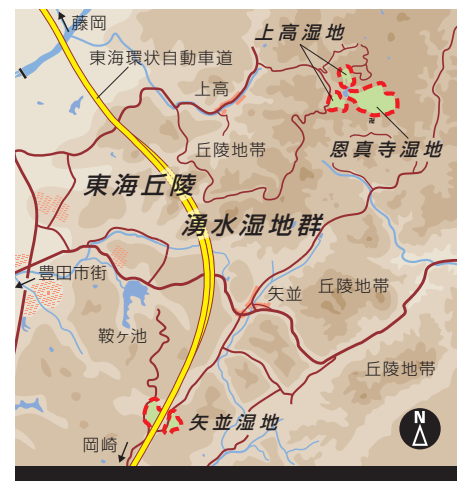 藤岡
上高湿地
東海環状自動車道
上高
丘陵地帯
恩真寺湿地
東海丘陵
湧水湿地群
豊田市街
矢並
丘陵地帯
鞍ヶ池
丘陵地帯
矢並湿地
岡崎
N